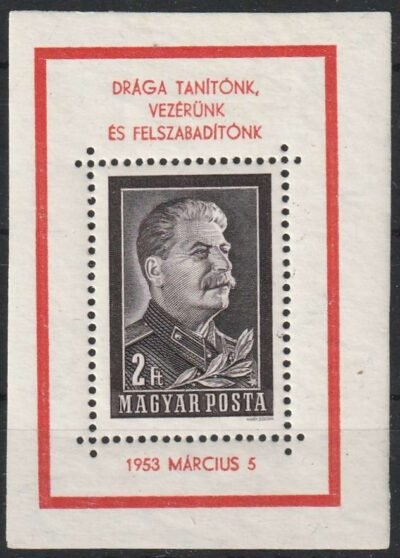 DRÁGA TANÍTÓNK,
VEZÉRÜNK
ÉS FELSZABADÍTÓNK
2 Ft
MAGYAR POSTA
1953 MÁRCIUS 5